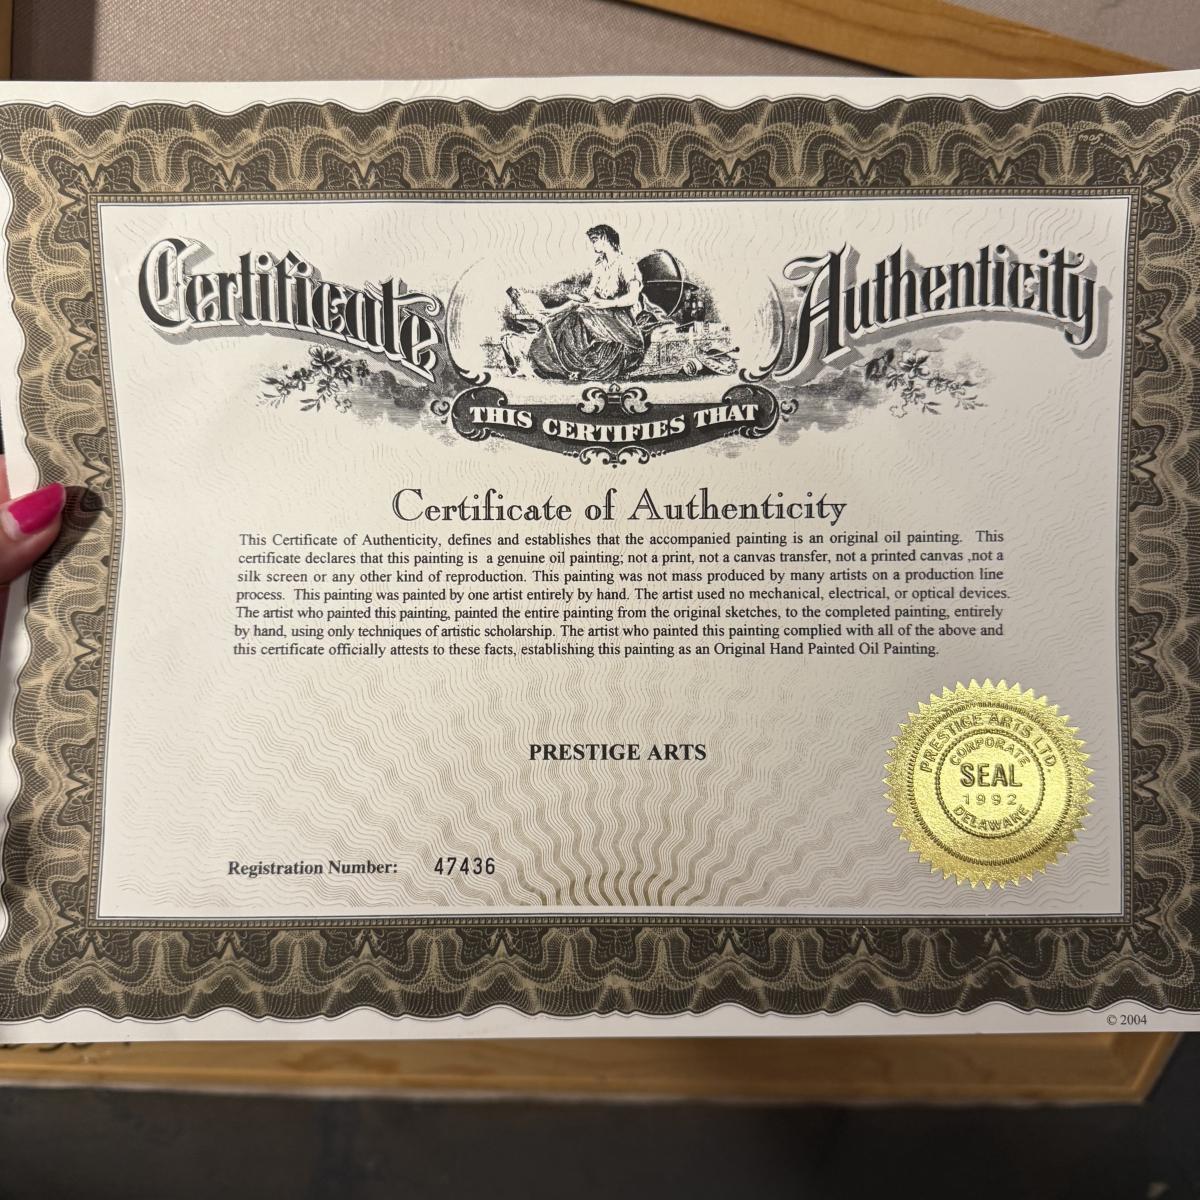 Certificate Authenticity
THIS CERTIFIES THAT
Certificate of Authenticity
This Certificate of Authenticity, defines and establishes that the accompanied painting is an original oil painting. This
certificate declares that this painting is a genuine oil painting; not a print, not a canvas transfer, not a printed canvas ,not a
silk screen or any other kind of reproduction. This painting was not mass produced by many artists on a production line
process. This painting was painted by one artist entirely by hand. The artist used no mechanical, electrical, or optical devices.
The artist who painted this painting, painted the entire painting from the original sketches, to the completed painting, entirely
by hand, using only techniques of artistic scholarship. The artist who painted this painting complied with all of the above and
this certificate officially attests to these facts, establishing this painting as an Original Hand Painted Oil Painting.
PRESTIGE ARTS
PRESTIGE ARTS LTD.
CORPORATE
SEAL
1992
DELAWARE
Registration Number: 47436
© 2004